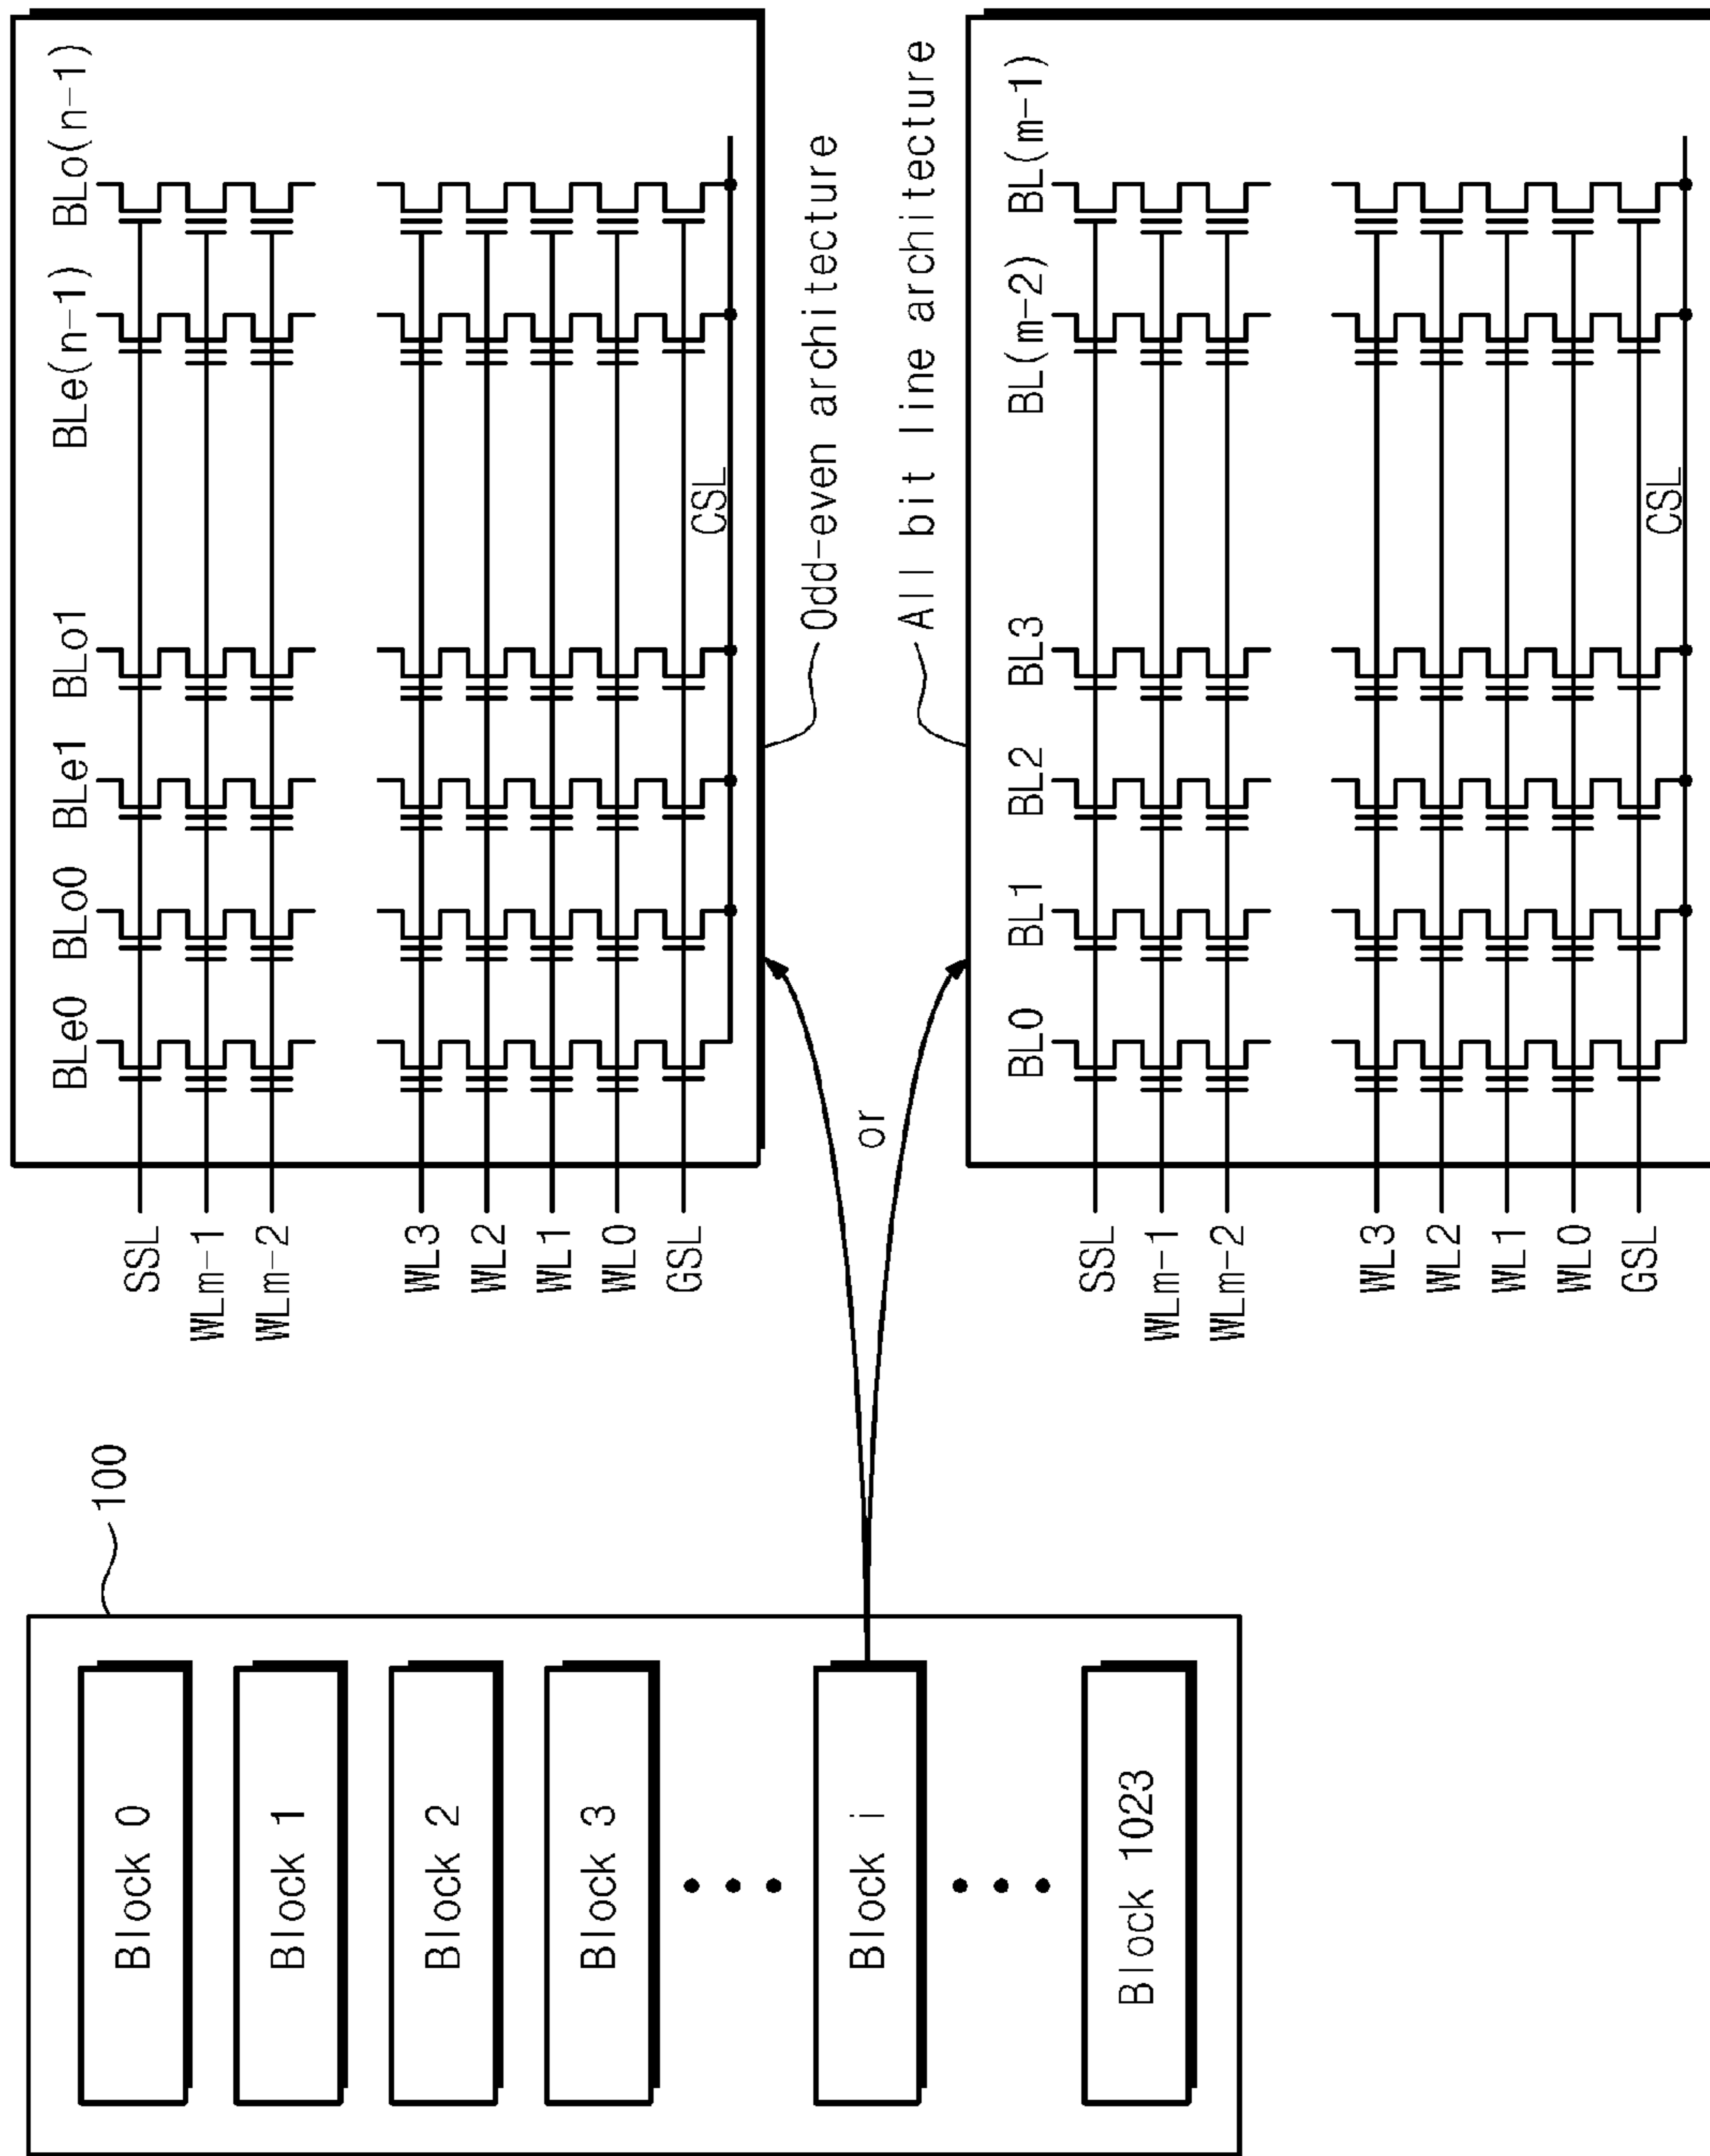 100
Block 0
Block 1
Block 2
Block 3
Block i
Block 1023
or
BLe0 BLo0 BLe1 BLo1 BLe(n-1) BLo(n-1)
SSL
WLm-1
WLm-2
WL3
WL2
WL1
WL0
GSL
CSL
Odd-even architecture
All bit line architecture
BL0 BL1 BL2 BL3 BL(m-2) BL(m-1)
SSL
WLm-1
WLm-2
WL3
WL2
WL1
WL0
GSL
CSL